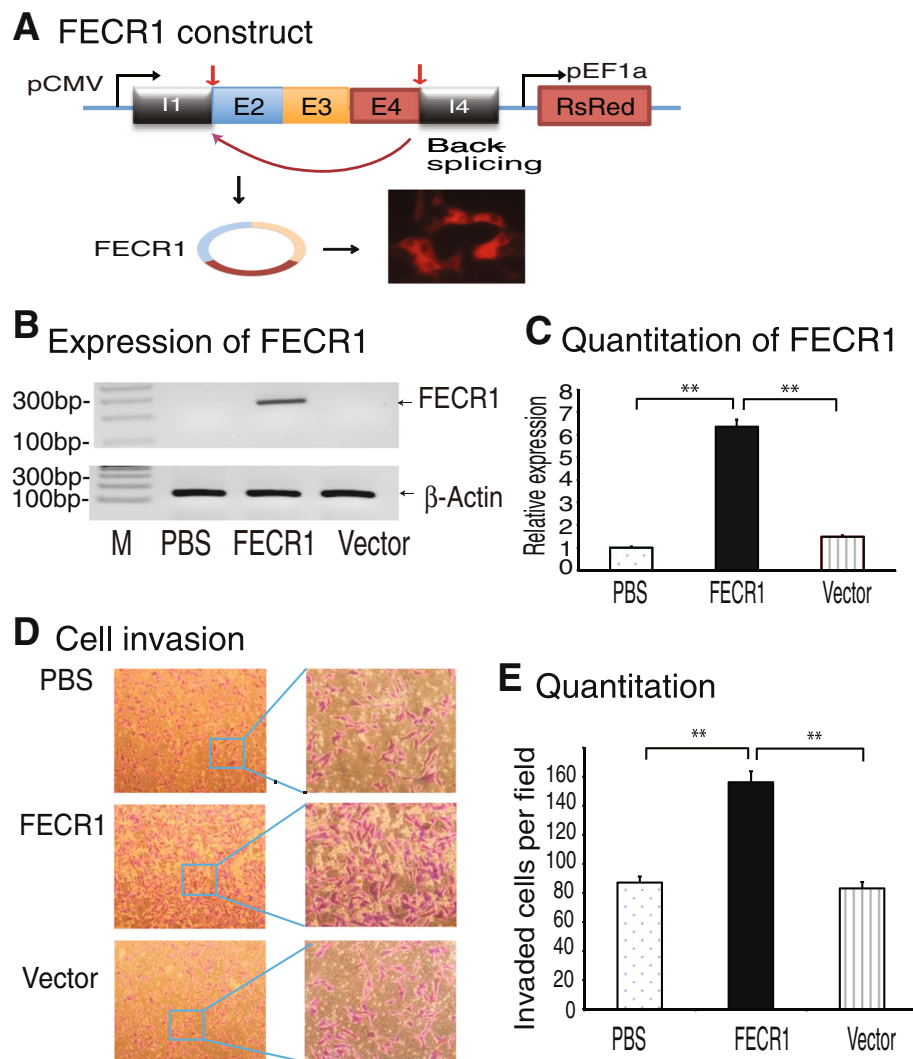 A FECR1 construct
pCMV
pEF1a
I1 E2 E3 E4 I4 RsRed
Back-
splicing
FECR1
B Expression of FECR1
300bp-
FECR1
100bp-
300bp-
100bp-
β-Actin
M PBS FECR1 Vector
C Quantitation of FECR1
Relative expression
8
7
6
5
4
3
2
1
0
** **
PBS FECR1 Vector
D Cell invasion
PBS
FECR1
Vector
E Quantitation
Invaded cells per field
160
140
120
100
80
60
40
20
0
** **
PBS FECR1 Vector